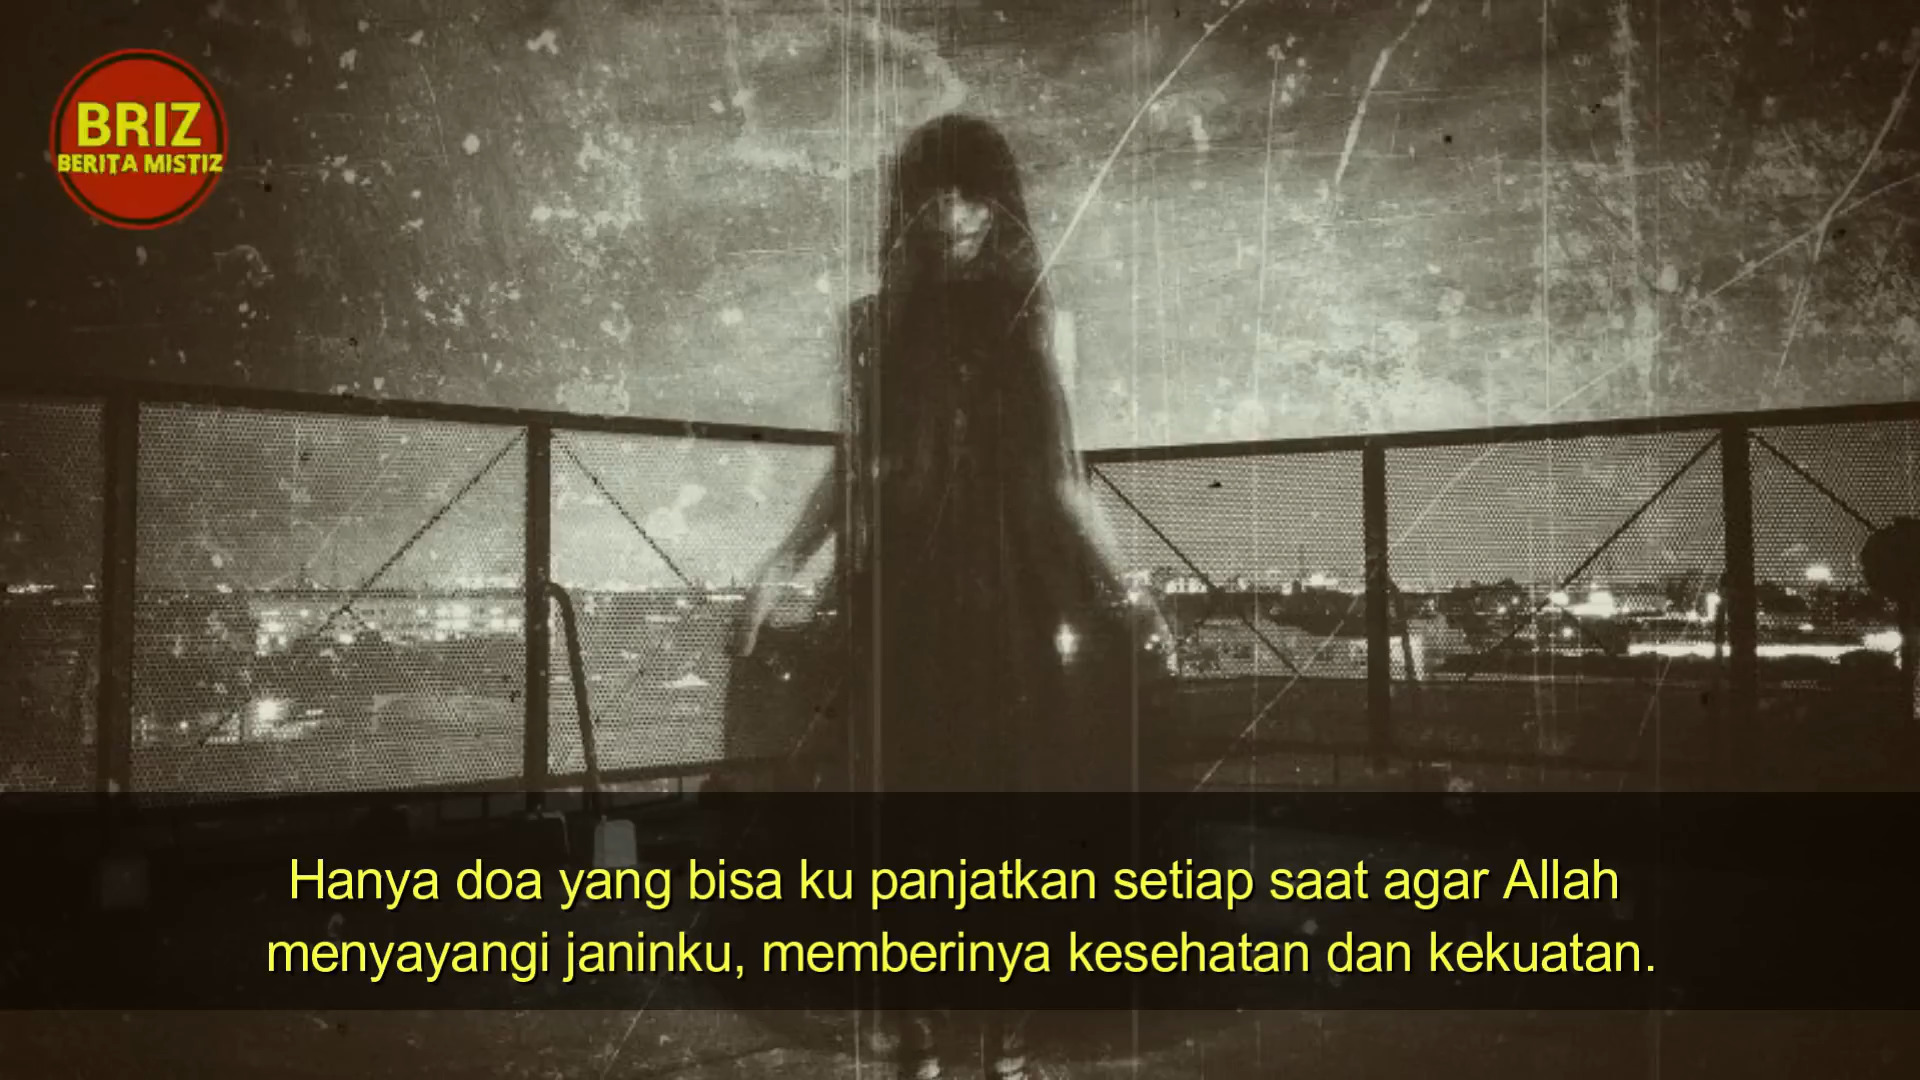 BRIZ
BERITA MISTIZ
Hanya doa yang bisa ku panjatkan setiap saat agar Allah
menyayangi janinku, memberinya kesehatan dan kekuatan.